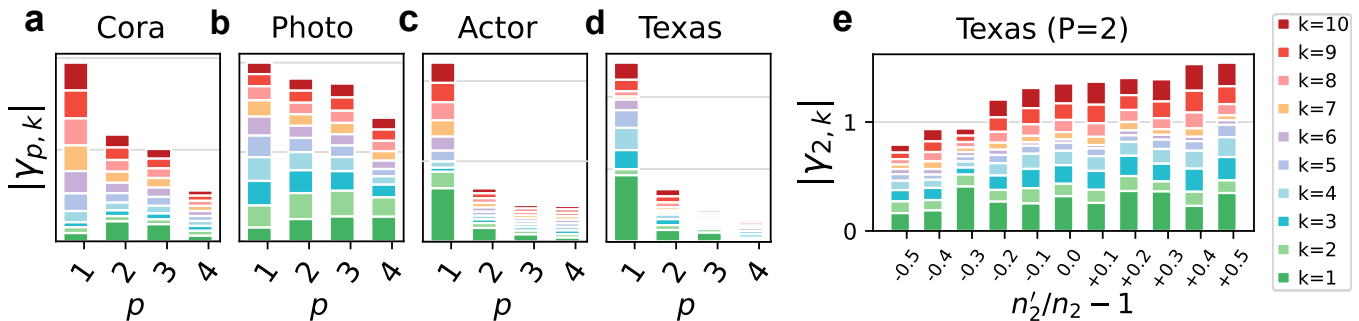 a Cora
b Photo
c Actor
d Texas
e Texas (P=2)
|γp,k|
1 2 3 4
p
1 2 3 4
p
1 2 3 4
p
1 2 3 4
p
|γ2,k|
1
0
-0.5 -0.4 -0.3 -0.2 -0.1 0.0 +0.1 +0.2 +0.3 +0.4 +0.5
n′2/n2 − 1
k=10
k=9
k=8
k=7
k=6
k=5
k=4
k=3
k=2
k=1